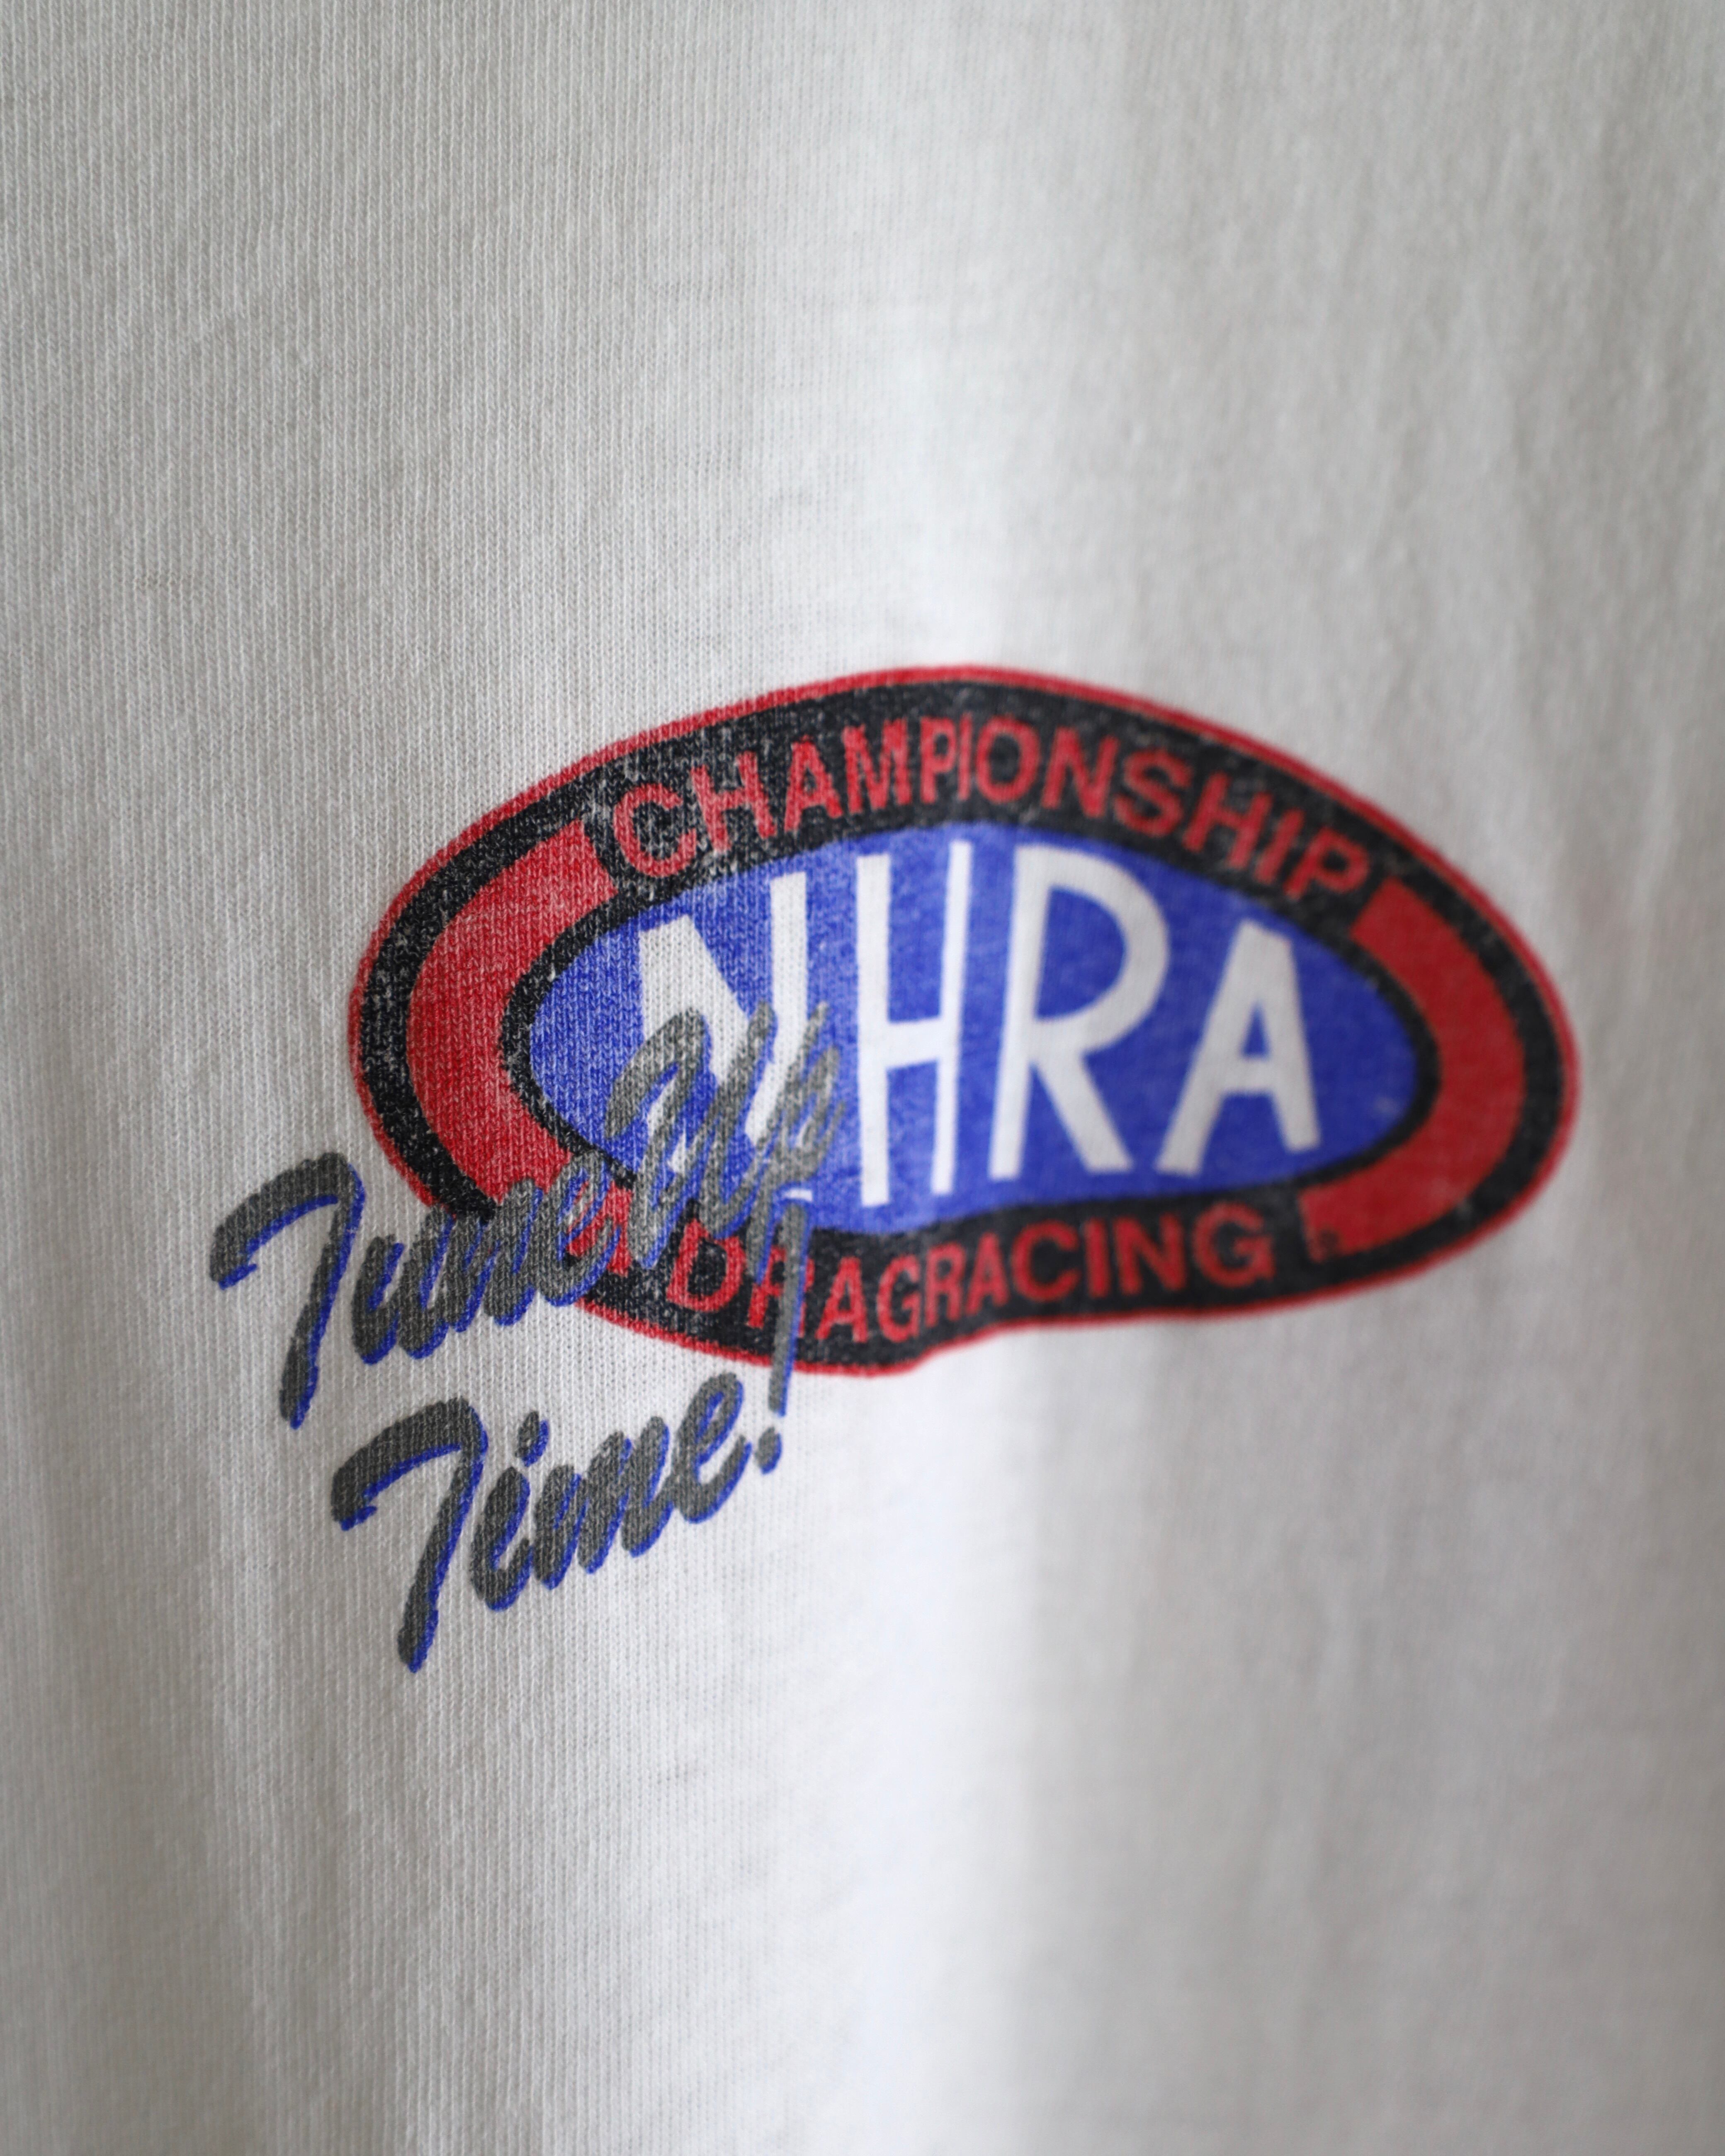 CHAMPIONSHIP
NHRA
DRAGRACING
Tune Up
Time!